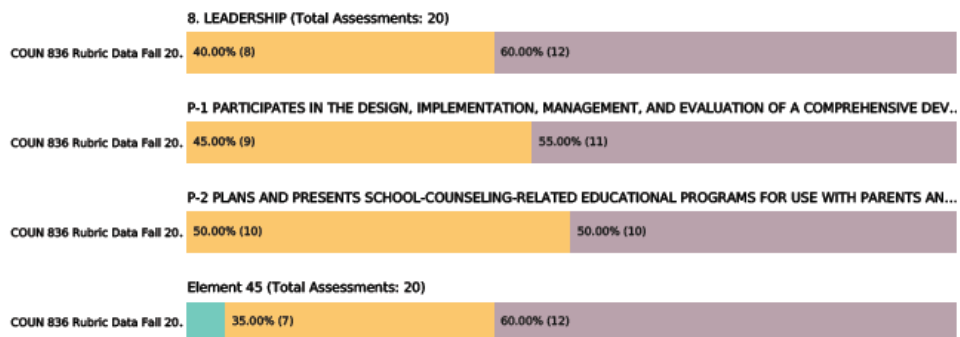 8. LEADERSHIP (Total Assessments: 20)
COUN 836 Rubric Data Fall 20. 40.00% (8) 60.00% (12)
P-1 PARTICIPATES IN THE DESIGN, IMPLEMENTATION, MANAGEMENT, AND EVALUATION OF A COMPREHENSIVE DEV..
COUN 836 Rubric Data Fall 20. 45.00% (9) 55.00% (11)
P-2 PLANS AND PRESENTS SCHOOL-COUNSELING-RELATED EDUCATIONAL PROGRAMS FOR USE WITH PARENTS AN...
COUN 836 Rubric Data Fall 20. 50.00% (10) 50.00% (10)
Element 45 (Total Assessments: 20)
COUN 836 Rubric Data Fall 20. 35.00% (7) 60.00% (12)